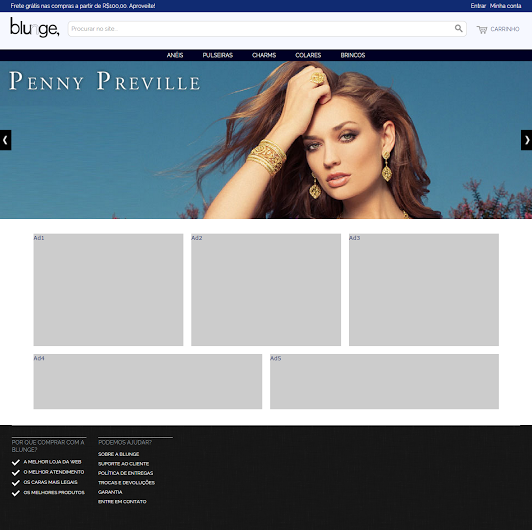 Frete grátis nas compras a partir de R$100,00. Aproveite!
Entrar Minha conta
blunge,
Procurar no site...
CARRINHO
ANÉIS PULSEIRAS CHARMS COLARES BRINCOS
PENNY PREVILLE
Ad1 Ad2 Ad3
Ad4 Ad5
POR QUE COMPRAR COM A
BLUNGE?
A MELHOR LOJA DA WEB
O MELHOR ATENDIMENTO
OS CARAS MAIS LEGAIS
OS MELHORES PRODUTOS
PODEMOS AJUDAR?
SOBRE A BLUNGE
SUPORTE AO CLIENTE
POLÍTICA DE ENTREGAS
TROCAS E DEVOLUÇÕES
GARANTIA
ENTRE EM CONTATO